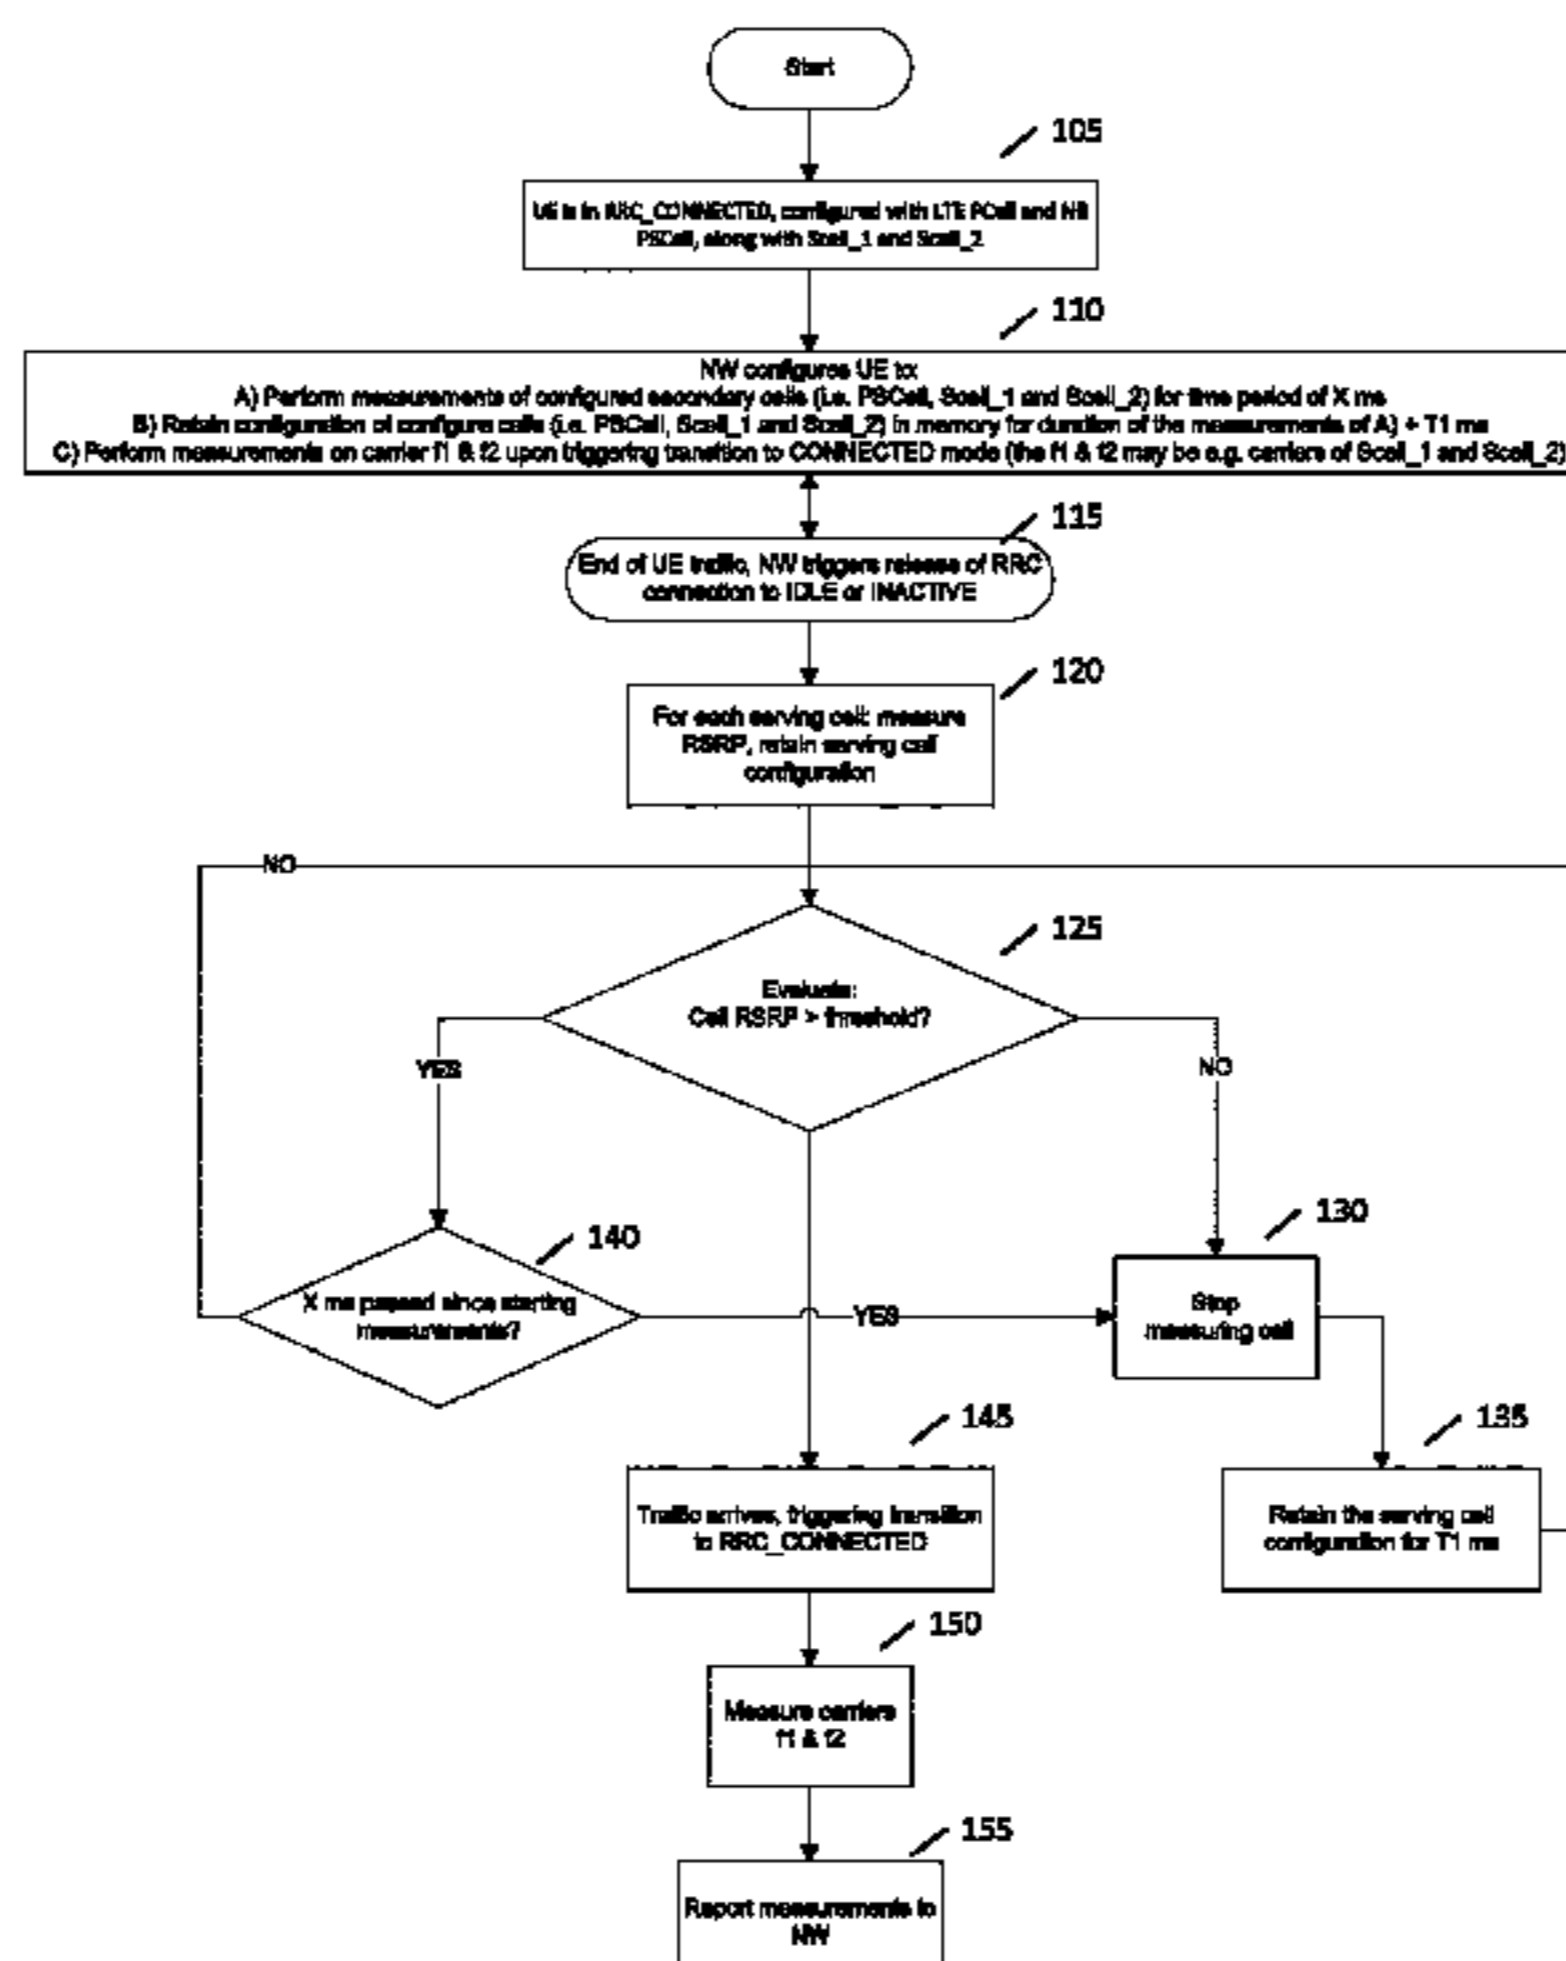 Start
105
UE is in RRC_CONNECTED, configured with LTE PCell and NR
PSCell, along with Scell_1 and Scell_2
110
NW configures UE to:
A) Perform measurements of configured secondary cells (i.e. PSCell, Scell_1 and Scell_2) for time period of X ms
B) Retain configuration of configure cells (i.e. PSCell, Scell_1 and Scell_2) in memory for duration of the measurements of A) + T1 ms
C) Perform measurements on carrier f1 & f2 upon triggering transition to CONNECTED mode (the f1 & f2 may be e.g. carriers of Scell_1 and Scell_2)
115
End of UE traffic, NW triggers release of RRC
connection to IDLE or INACTIVE
120
For each serving cell: measure
RSRP, retain serving cell
configuration
NO
125
Evaluate:
Cell RSRP > threshold?
YES
NO
140
130
X ms passed since starting
measurements?
YES
Stop
measuring cell
145
135
Traffic arrives, triggering transition
to RRC_CONNECTED
Retain the serving cell
configuration for T1 ms
150
Measure carriers
f1 & f2
155
Report measurements to
NW